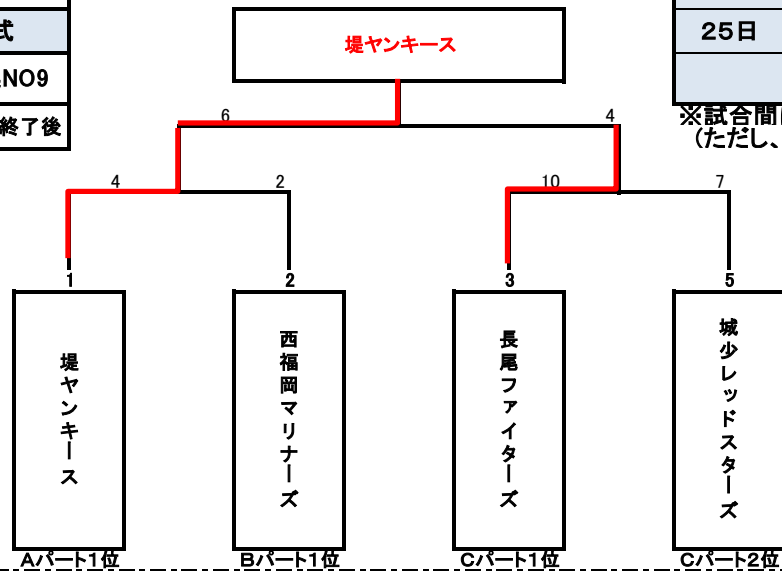 式
NO9
終了後
堤ヤンキース
25日
※試合間
(ただし、
6
4
4
2
10
7
1
2
3
5
堤ヤンキース
西福岡マリナーズ
長尾ファイターズ
城少レッドスターズ
Aパート1位
Bパート1位
Cパート1位
Cパート2位